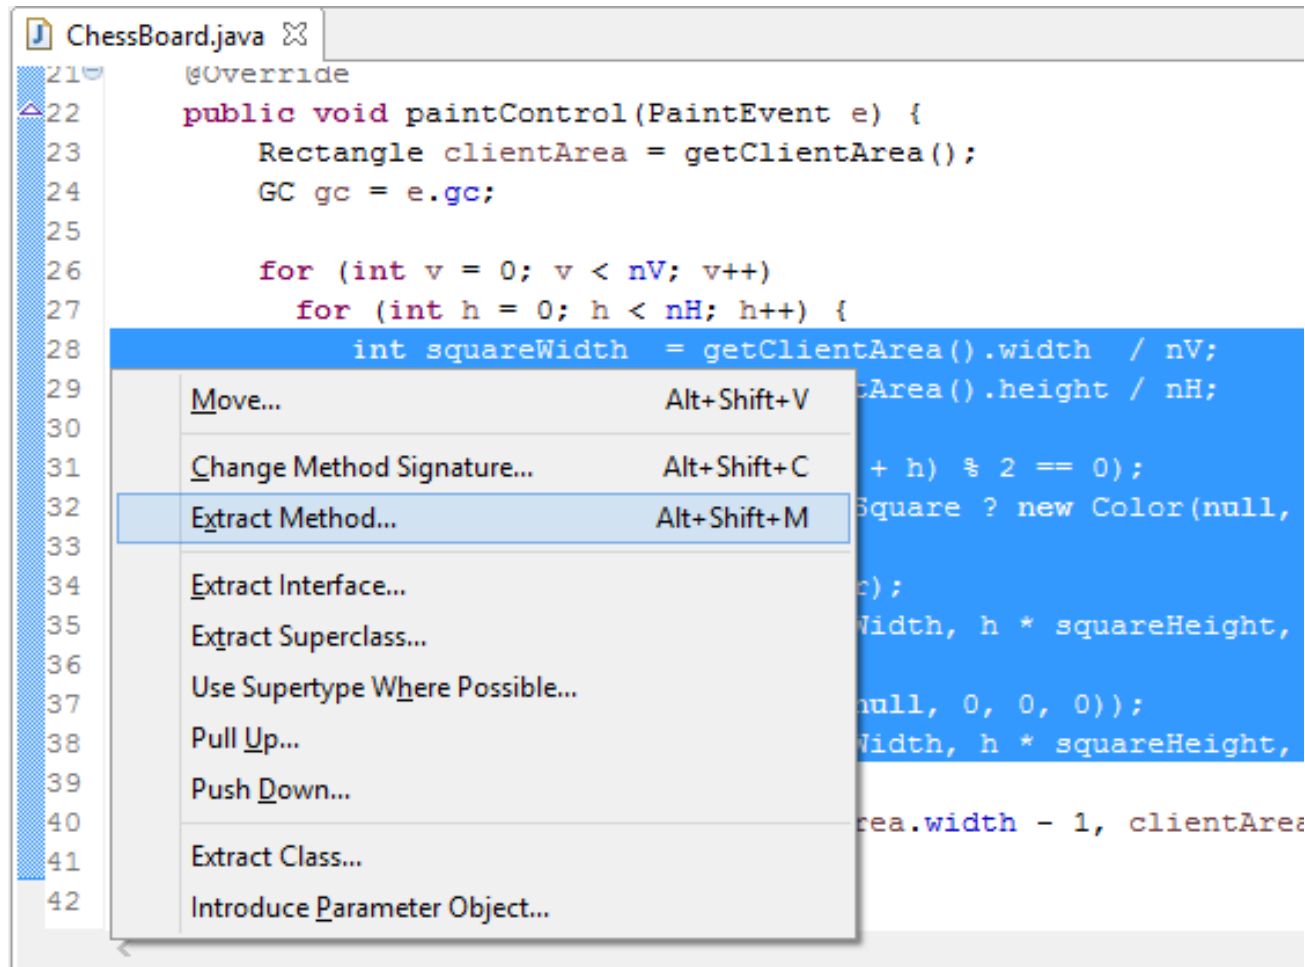 ChessBoard.java
21 @Override
22 public void paintControl(PaintEvent e) {
23 Rectangle clientArea = getClientArea();
24 GC gc = e.gc;
25
26 for (int v = 0; v < nV; v++)
27 for (int h = 0; h < nH; h++) {
28 int squareWidth = getClientArea().width / nV;
29 tArea().height / nH;
Move... Alt+Shift+V
30
31 + h) % 2 == 0);
Change Method Signature... Alt+Shift+C
32 Square ? new Color(null,
Extract Method... Alt+Shift+M
33
34 r);
Extract Interface...
35 Width, h * squareHeight,
Extract Superclass...
36
Use Supertype Where Possible...
37 null, 0, 0, 0));
38 Width, h * squareHeight,
Pull Up...
39
Push Down...
40 rea.width - 1, clientArea
41
Extract Class...
42
Introduce Parameter Object...